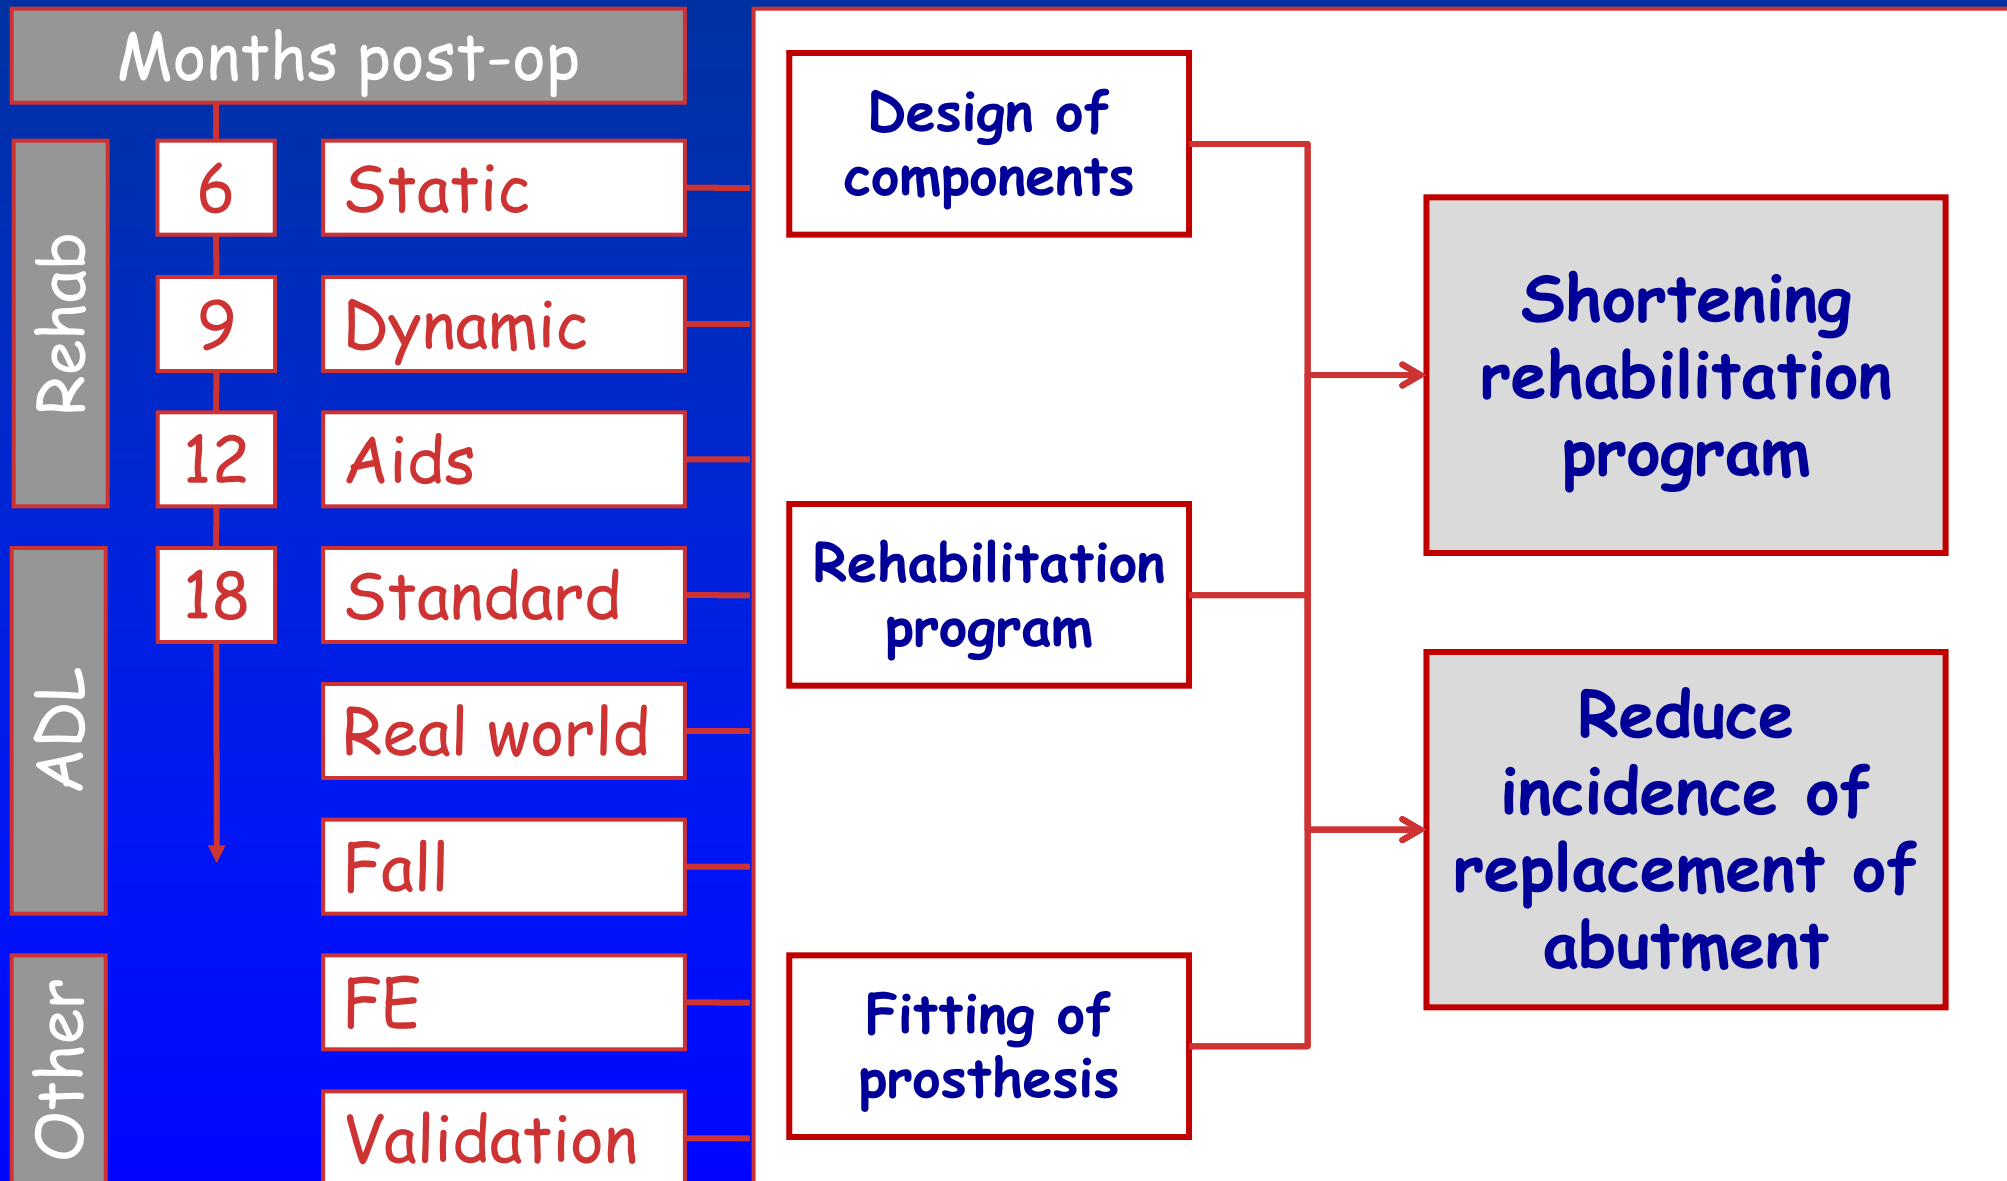 Months post-op
Rehab
6
Static
9
Dynamic
12
Aids
ADL
18
Standard
Real world
Fall
Other
FE
Validation
Design of
components
Rehabilitation
program
Fitting of
prosthesis
Shortening
rehabilitation
program
Reduce
incidence of
replacement of
abutment